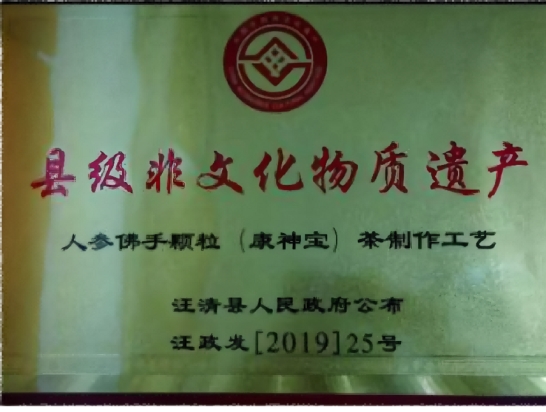 县级非文化物质遗产
人参佛手颗粒（康神宝）茶制作工艺
汪清县人民政府公布
汪政发[2019]25号